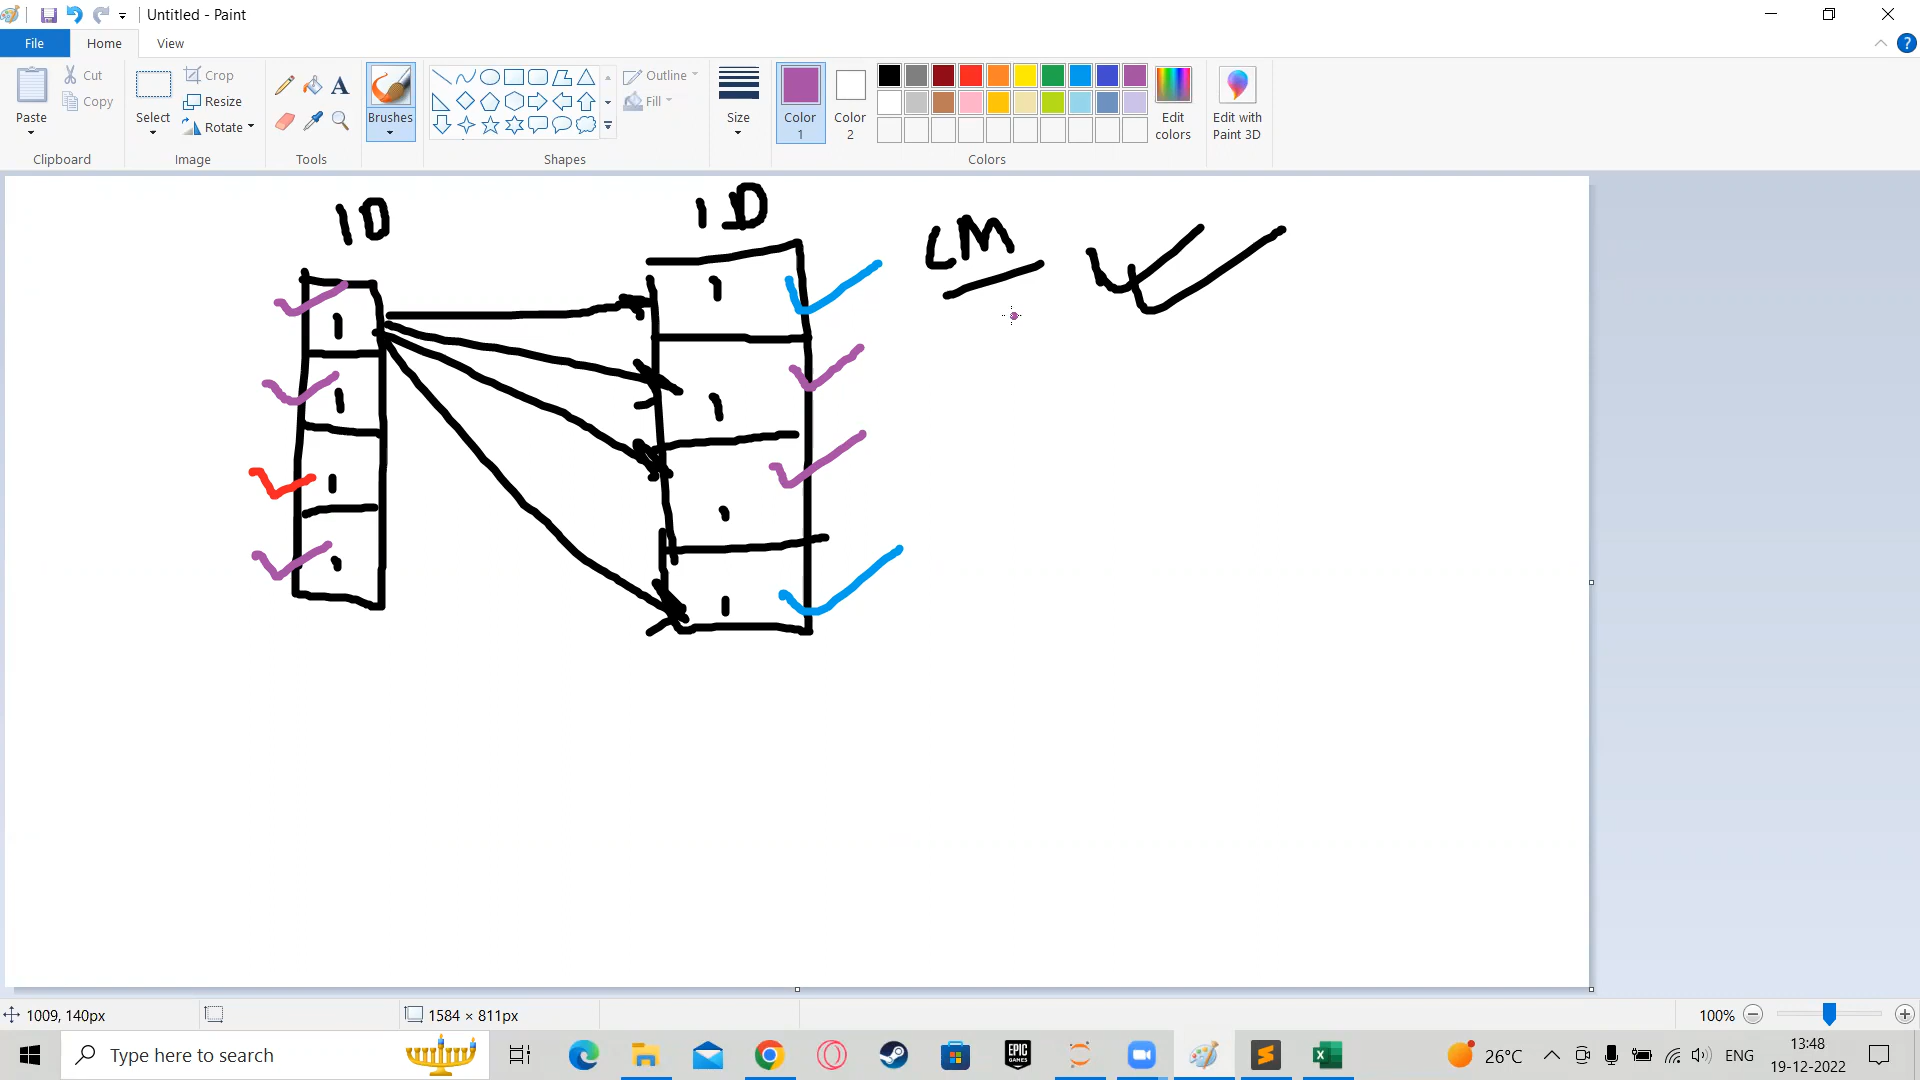 Untitled - Paint
File Home View
Paste
Cut
Copy
Clipboard
Select
Crop
Resize
Rotate
Image
Tools
Brushes
Shapes
Outline
Fill
Size
Color 1
Color 2
Edit colors
Edit with Paint 3D
Colors
1D
1D
LM
1
1
1
1
1
1
1
1
1009, 140px
1584 × 811px
100%
Type here to search
EPIC GAMES
26°C
ENG
13:48
19-12-2022